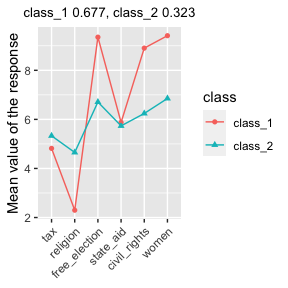 class_1 0.677, class_2 0.323
Mean value of the response
8
6
4
2
tax
religion
free_election
state_aid
civil_rights
women
class
class_1
class_2